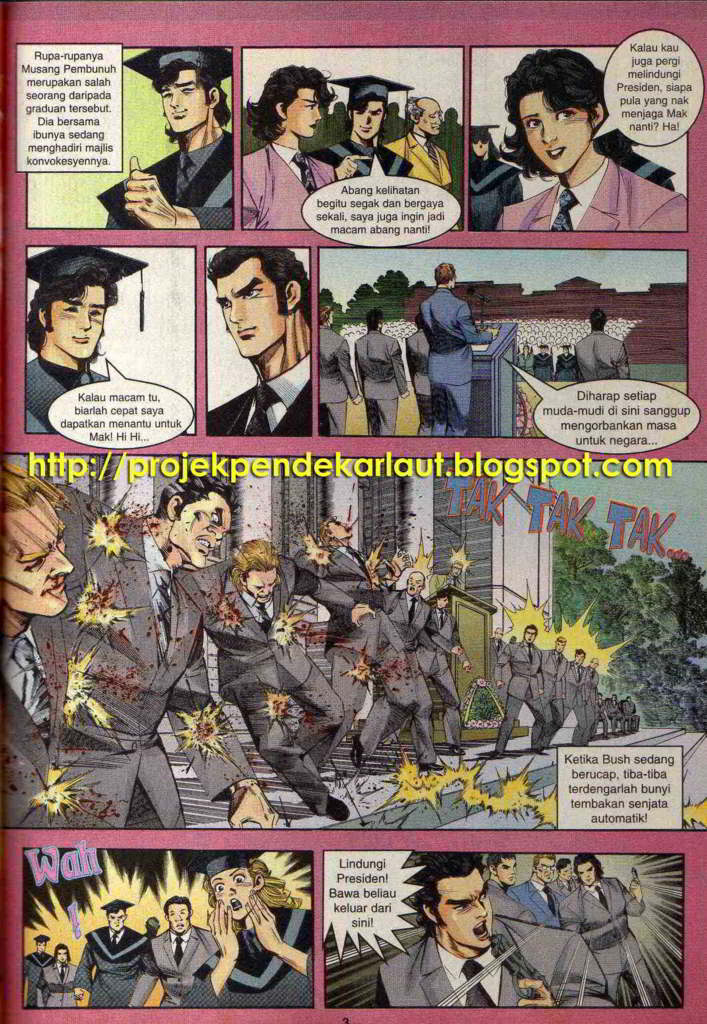 Rupa-rupanya
Musang Pembunuh
merupakan salah
seorang daripada
graduan tersebut.
Dia bersama
ibunya sedang
menghadiri majlis
konvokesyennya.
Abang kelihatan
begitu segak dan bergaya
sekali, saya juga ingin jadi
macam abang nanti!
Kalau kau
juga pergi
melindungi
Presiden, siapa
pula yang nak
menjaga Mak
nanti? Ha!
Kalau macam tu,
biarlah cepat saya
dapatkan menantu untuk
Mak! Hi Hi...
Diharap setiap
muda-mudi di sini sanggup
mengorbankan masa
untuk negara...
http://projekpendekarlaut.blogspot.com
TAK TAK TAK...
Ketika Bush sedang
berucap, tiba-tiba
terdengarlah bunyi
tembakan senjata
automatik!
Wah
!
Lindungi
Presiden!
Bawa beliau
keluar dari
sini!
3